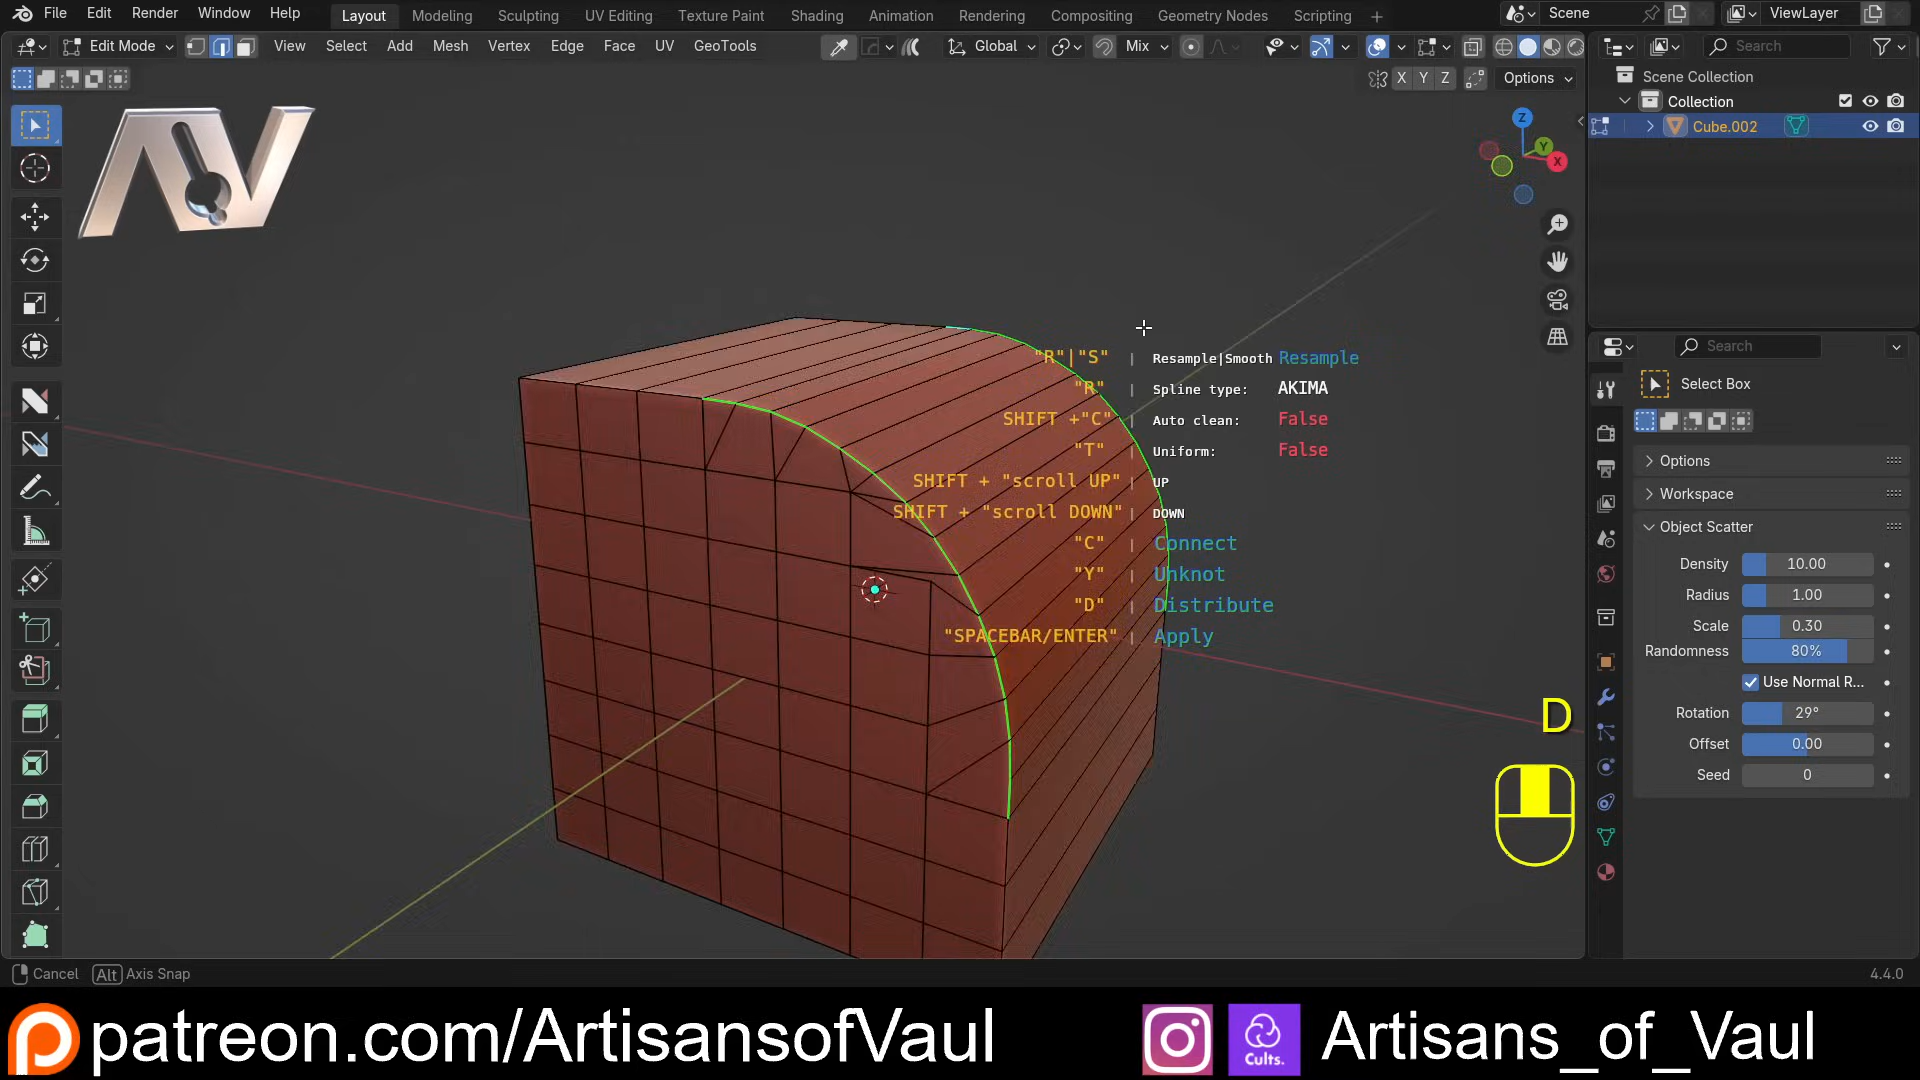 File Edit Render Window Help Layout Modeling Sculpting UV Editing Texture Paint Shading Animation Rendering Compositing Geometry Nodes Scripting + Scene ViewLayer
Edit Mode View Select Add Mesh Vertex Edge Face UV GeoTools Global Mix Search
X Y Z Options
Scene Collection
Collection
Cube.002
AV
Z
Y
X
Search
Select Box
Options
Workspace
Object Scatter
Density 10.00
Radius 1.00
Scale 0.30
Randomness 80%
Use Normal R...
Rotation 29°
Offset 0.00
Seed 0
"R"|"S" | Resample|Smooth Resample
"R" | Spline type: AKIMA
SHIFT +"C" | Auto clean: False
"T" | Uniform: False
SHIFT + "scroll UP" | UP
SHIFT + "scroll DOWN" | DOWN
"C" | Connect
"Y" | Unknot
"D" | Distribute
"SPACEBAR/ENTER" | Apply
D
Cancel Alt Axis Snap 4.4.0
patreon.com/ArtisansofVaul Cults. Artisans_of_Vaul